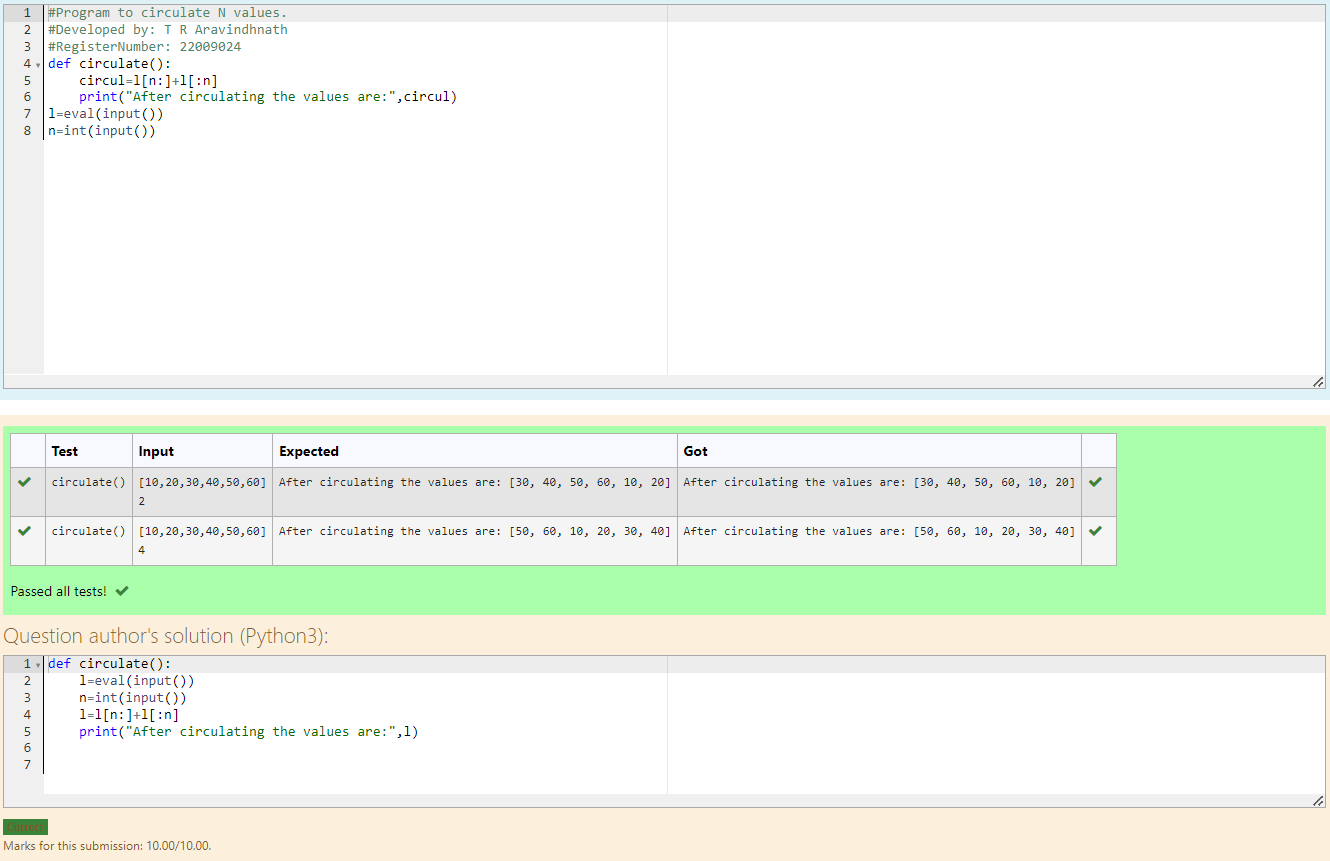 1 #Program to circulate N values.
2 #Developed by: T R Aravindhnath
3 #RegisterNumber: 22009024
4 def circulate():
5     circul=l[n:]+l[:n]
6     print("After circulating the values are:",circul)
7 l=eval(input())
8 n=int(input())
Test Input Expected Got
circulate() [10,20,30,40,50,60] After circulating the values are: [30, 40, 50, 60, 10, 20] After circulating the values are: [30, 40, 50, 60, 10, 20]
2
circulate() [10,20,30,40,50,60] After circulating the values are: [50, 60, 10, 20, 30, 40] After circulating the values are: [50, 60, 10, 20, 30, 40]
4
Passed all tests!
Question author's solution (Python3):
1 def circulate():
2     l=eval(input())
3     n=int(input())
4     l=l[n:]+l[:n]
5     print("After circulating the values are:",l)
6
7
Marks for this submission: 10.00/10.00.